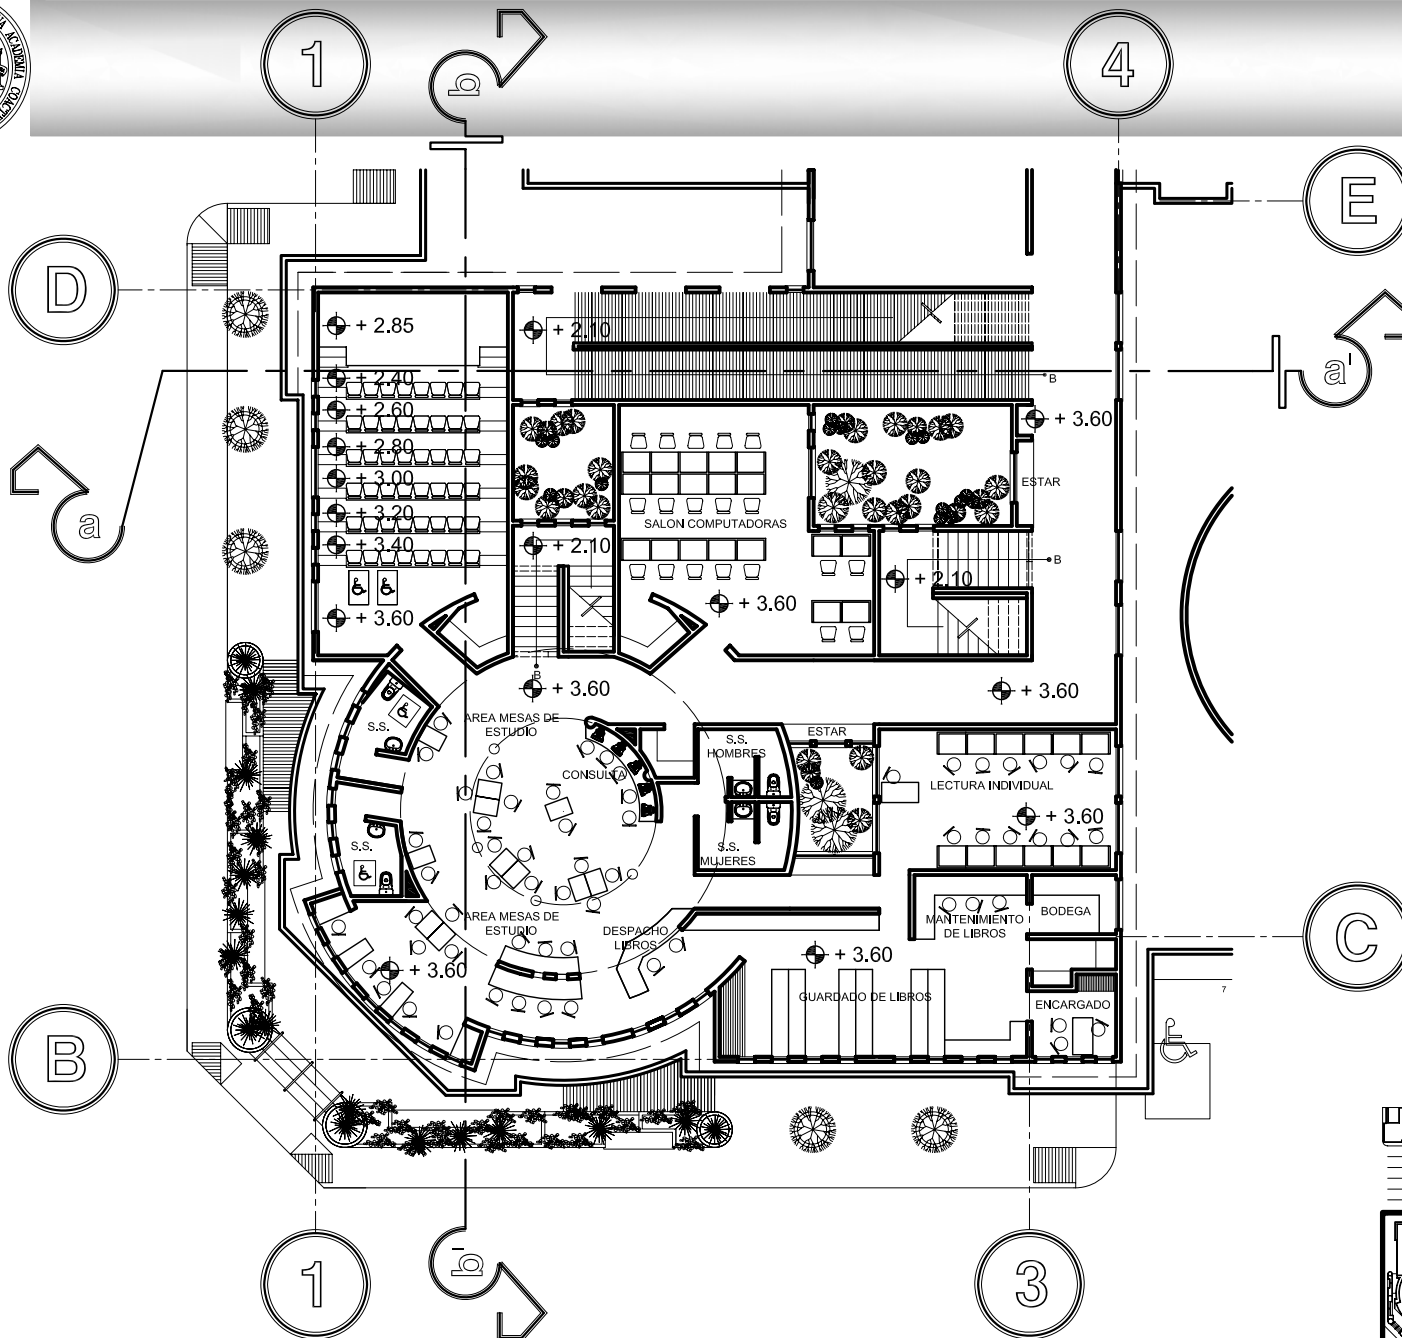 ACADEMIA COACTE
1
b
4
E
D
+ 2.85
+ 2.10
a'
+ 2.40
B
+ 2.60
+ 3.60
+ 2.80
+ 3.00
ESTAR
a
+ 3.20
SALON COMPUTADORAS
+ 3.40
+ 2.10
B
+ 2.10
+ 3.60
+ 3.60
B
+ 3.60
+ 3.60
S.S.
AREA MESAS DE
ESTUDIO
CONSULTA
S.S.
HOMBRES
ESTAR
LECTURA INDIVIDUAL
+ 3.60
S.S.
S.S.
MUJERES
AREA MESAS DE
ESTUDIO
DESPACHO
LIBROS
MANTENIMIENTO
DE LIBROS
BODEGA
C
+ 3.60
+ 3.60
GUARDADO DE LIBROS
ENCARGADO
7
B
1
b'
3